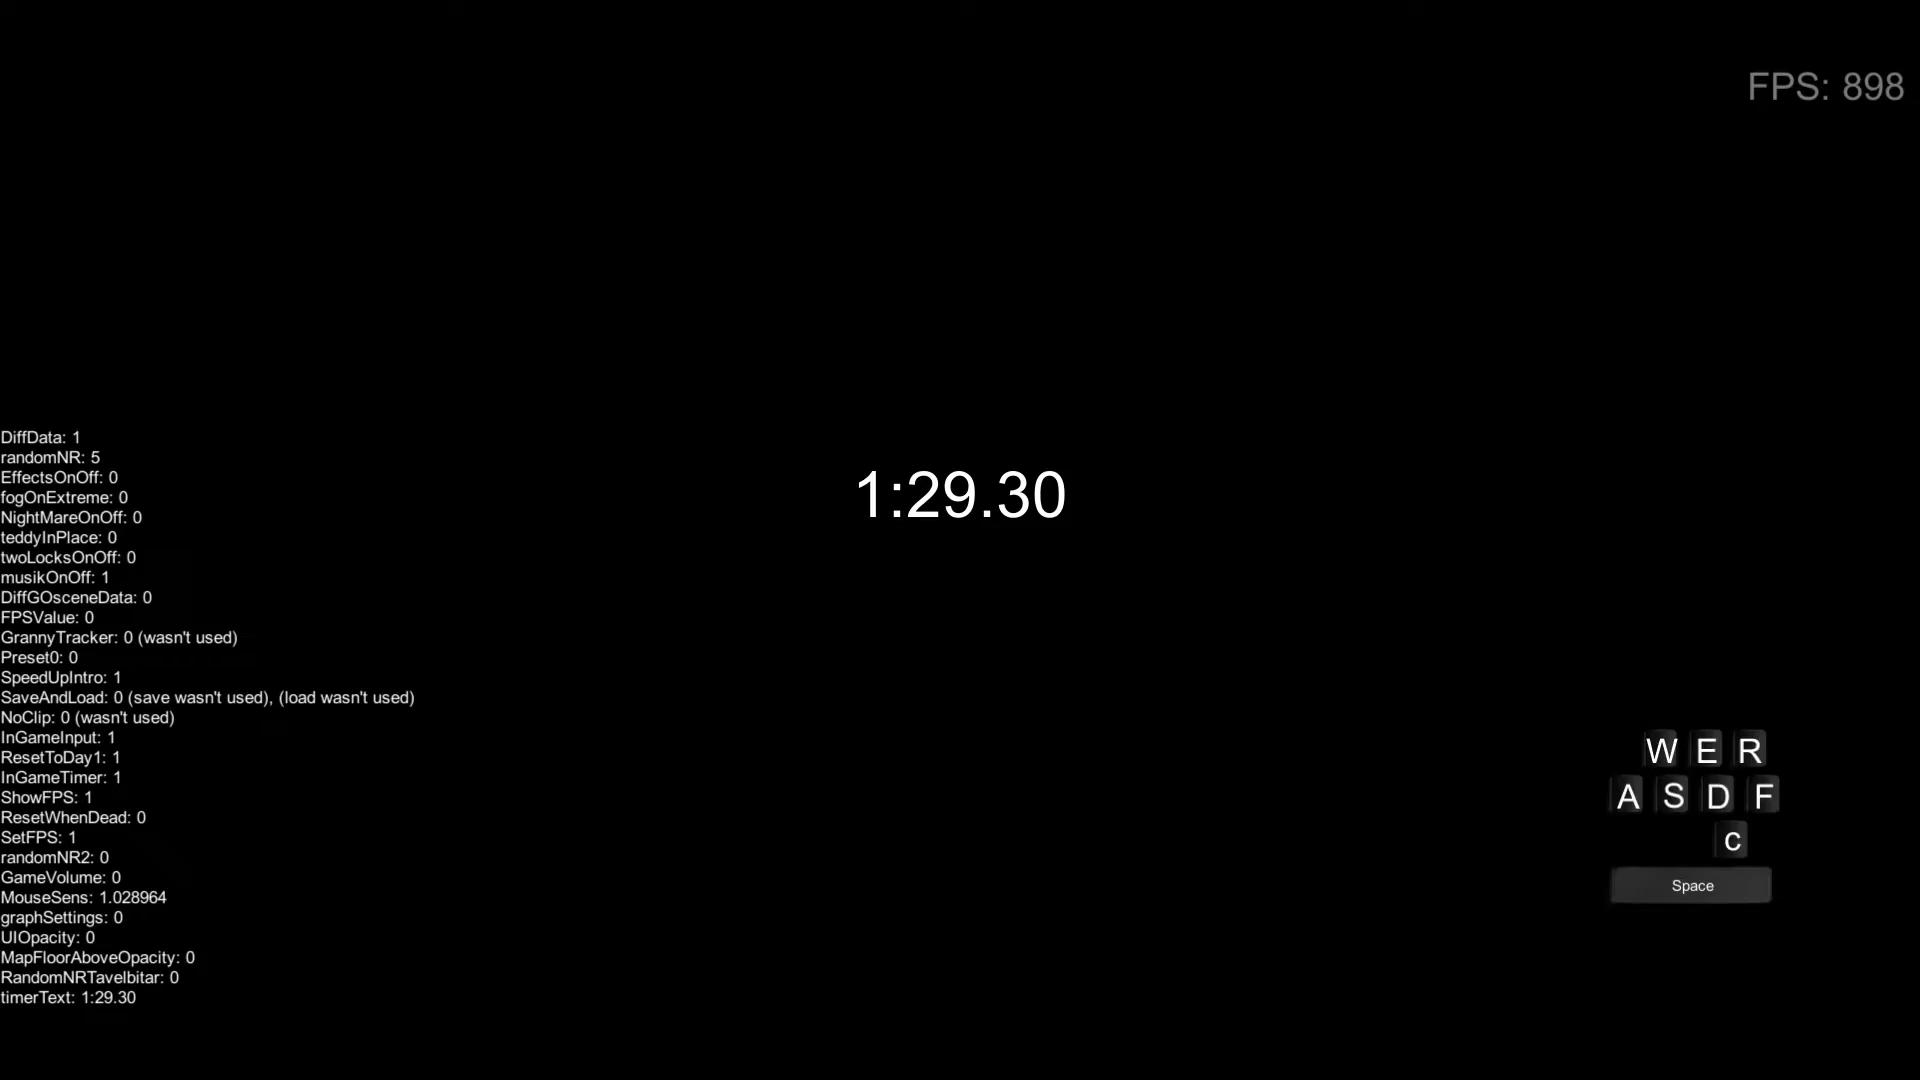 FPS: 898
1:29.30
DiffData: 1
randomNR: 5
EffectsOnOff: 0
fogOnExtreme: 0
NightMareOnOff: 0
teddyInPlace: 0
twoLocksOnOff: 0
musikOnOff: 1
DiffGOsceneData: 0
FPSValue: 0
GrannyTracker: 0 (wasn't used)
Preset0: 0
SpeedUpIntro: 1
SaveAndLoad: 0 (save wasn't used), (load wasn't used)
NoClip: 0 (wasn't used)
InGameInput: 1
ResetToDay1: 1
InGameTimer: 1
ShowFPS: 1
ResetWhenDead: 0
SetFPS: 1
randomNR2: 0
GameVolume: 0
MouseSens: 1.028964
graphSettings: 0
UIOpacity: 0
MapFloorAboveOpacity: 0
RandomNRTavelbitar: 0
timerText: 1:29.30
W E R
A S D F
C
Space